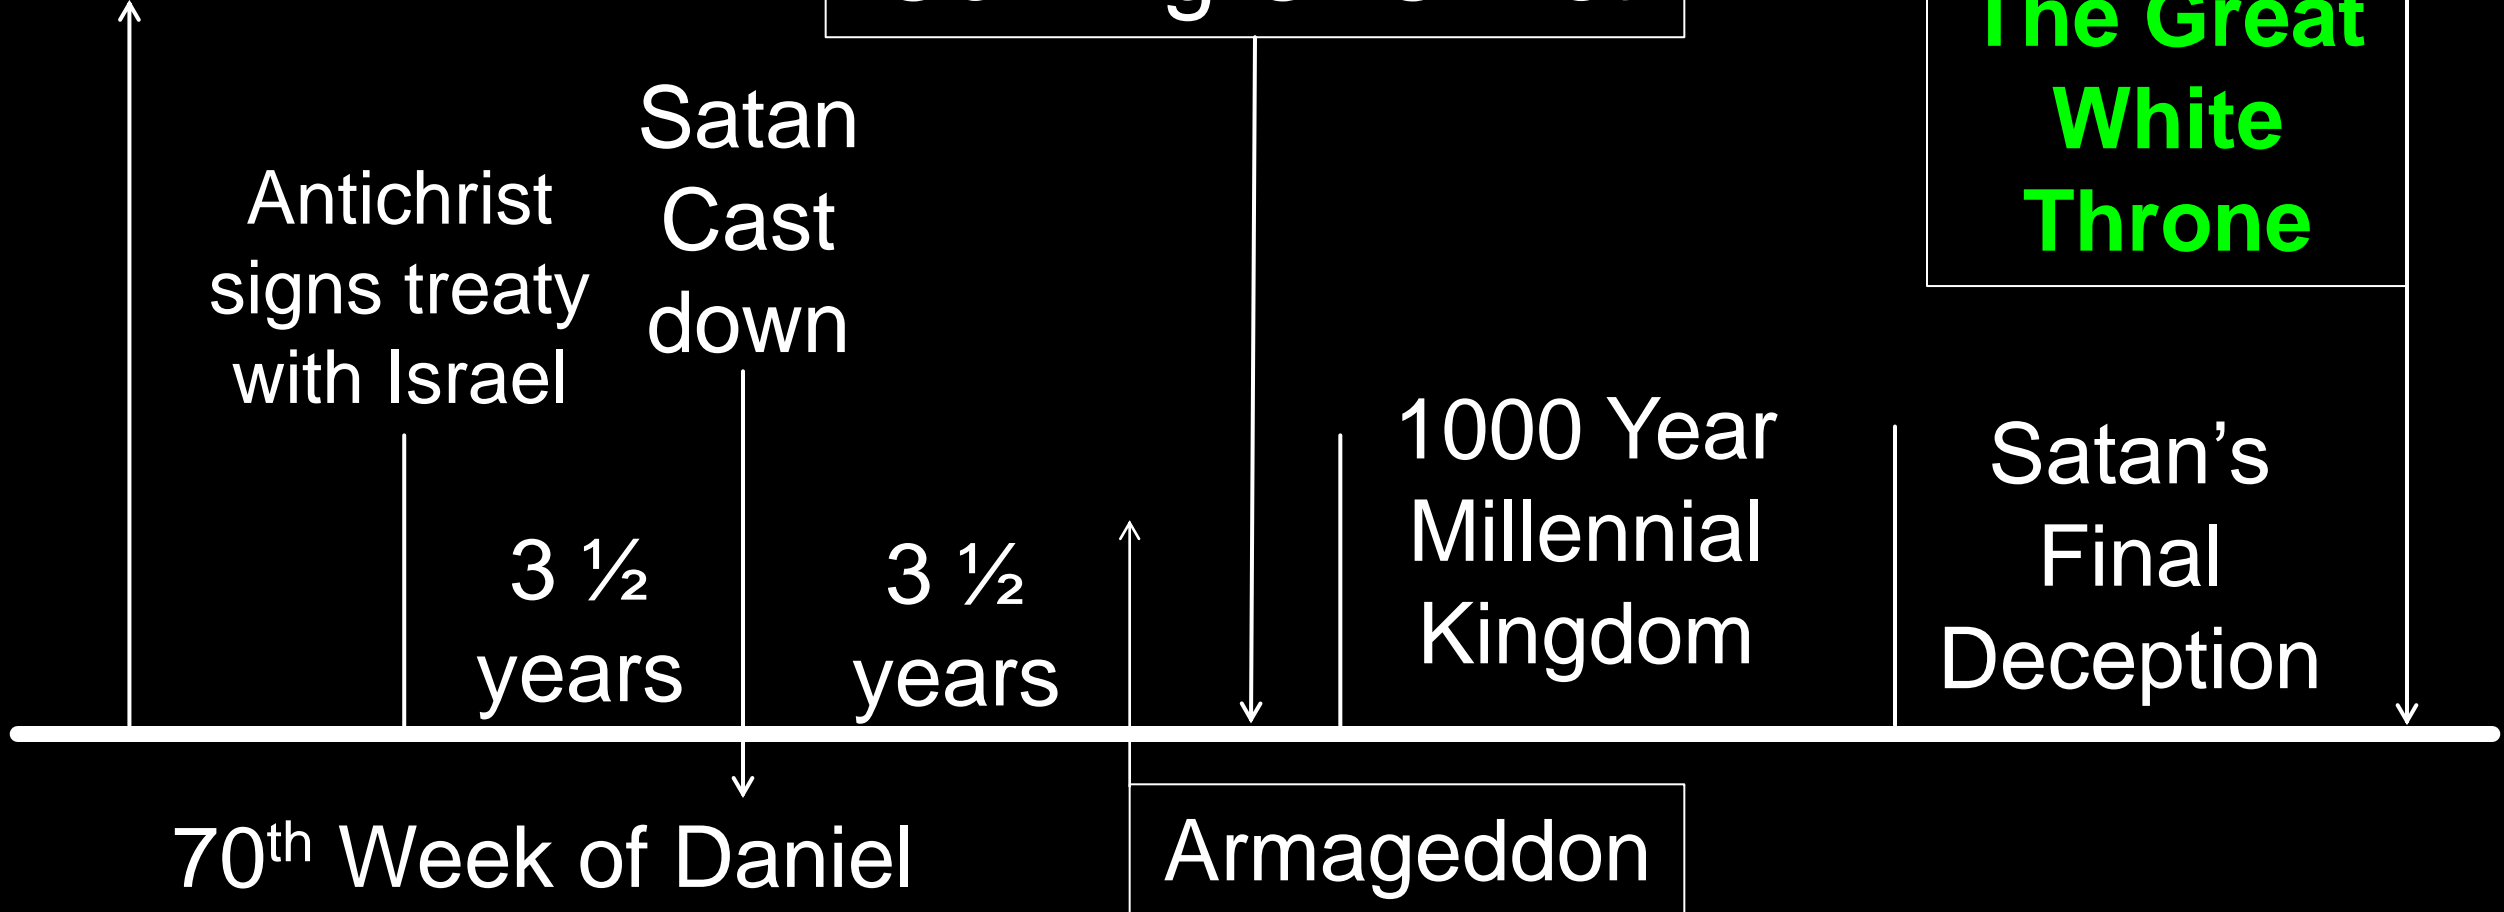 The Great
White
Throne
Satan
Cast
down
Antichrist
signs treaty
with Israel
3 ½
years
3 ½
years
1000 Year
Millennial
Kingdom
Satan’s
Final
Deception
70th Week of Daniel
Armageddon